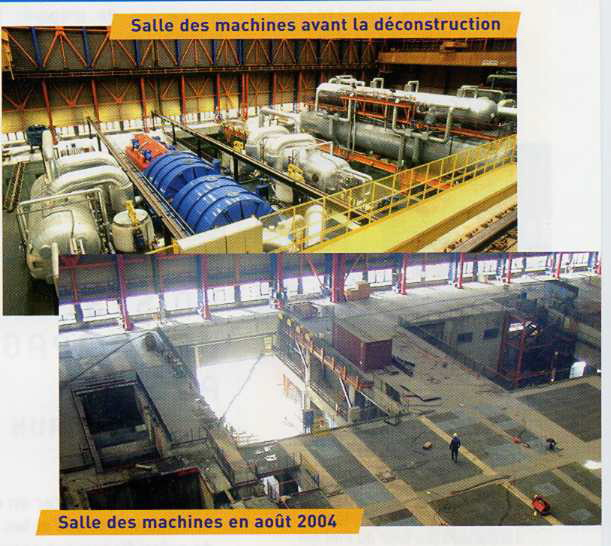 Salle des machines avant la déconstruction
Salle des machines en août 2004